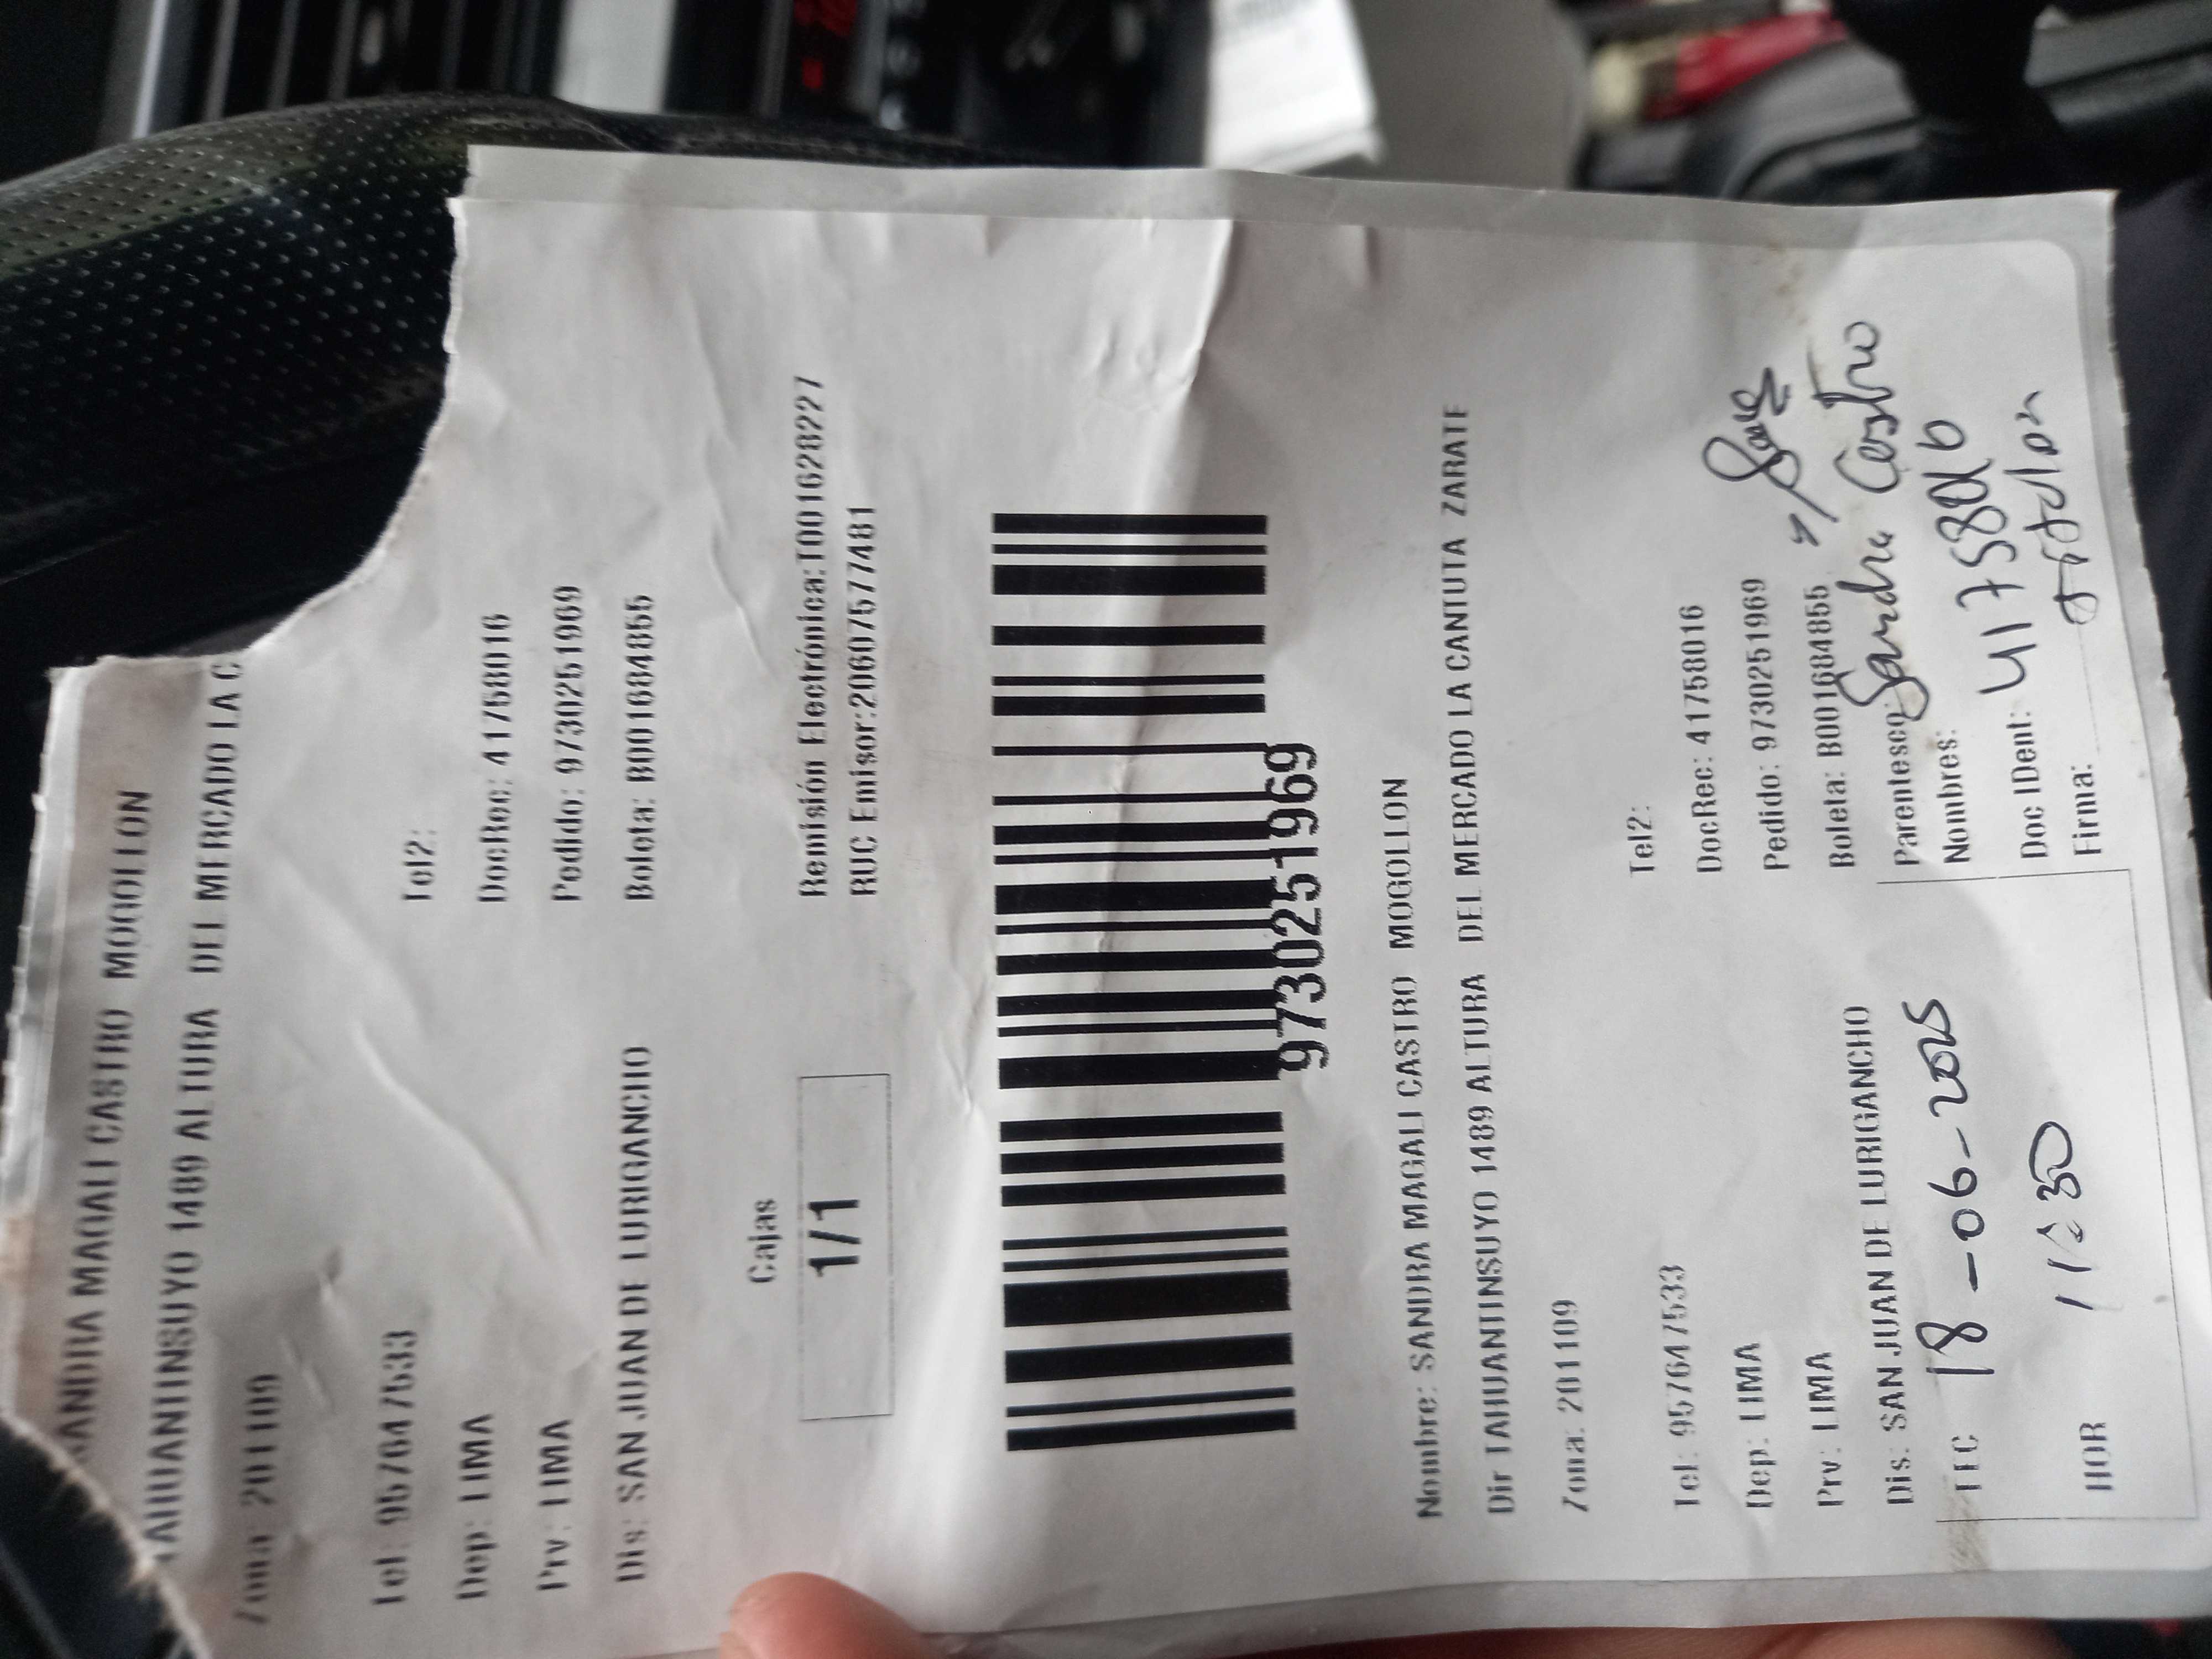 SANDRA MAGALI CASTRO MOGOLLON
TAHUANTINSUYO 1489 ALTURA DEL MERCADO LA C
Zona 201109
Tel: 957647533
Tel2:
Dep: LIMA
DocRec: 41758016
Prv: LIMA
Pedido: 9730251969
Dis: SAN JUAN DE LURIGANCHO
Boleta: B001684855
Cajas
1/1
Remisión Electrónica:T001628227
RUC Emisor:20607577481
9730251969
Nombre: SANDRA MAGALI CASTRO MOGOLLON
Dir TAHUANTINSUYO 1489 ALTURA DEL MERCADO LA CANTUTA ZARATE
Zona: 201109
Tel: 957647533
Tel2:
Dep: LIMA
DocRec: 41758016
Prv: LIMA
Pedido: 9730251969
Dis: SAN JUAN DE LURIGANCHO
Boleta: B001684855
FEC 18-06-2025
Parentesco:
Sandra Castro
Nombres:
HOR 11:30
Doc IDent: 41758016
Firma: